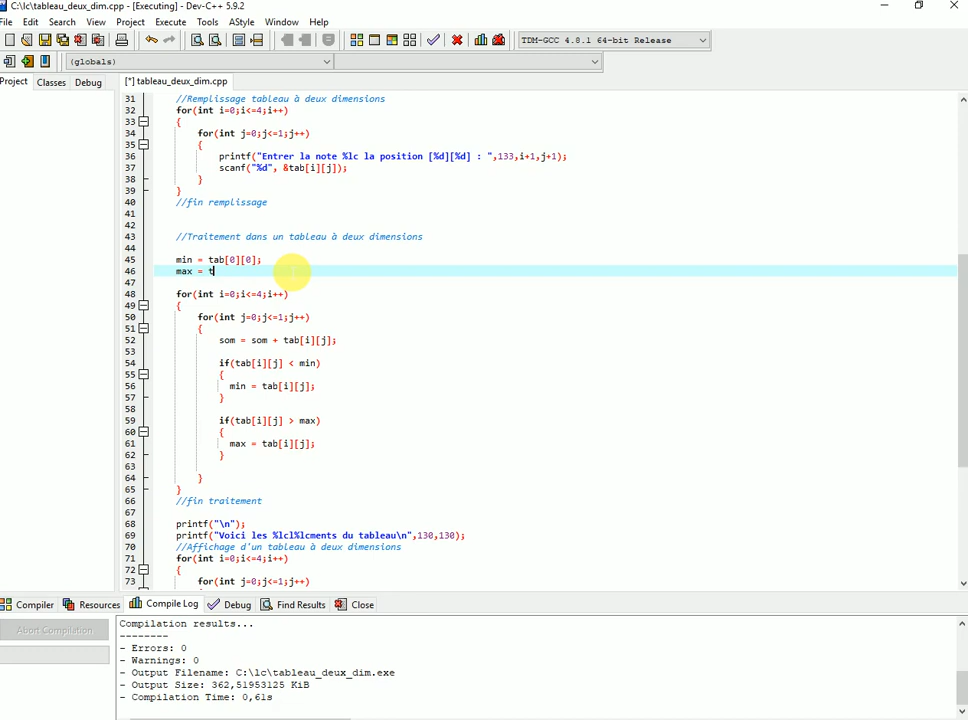 C:\lc\tableau_deux_dim.cpp - [Executing] - Dev-C++ 5.9.2
File Edit Search View Project Execute Tools AStyle Window Help
TDM-GCC 4.8.1 64-bit Release
(globals)
Project Classes Debug [*] tableau_deux_dim.cpp
31 //Remplissage tableau à deux dimensions
32 for(int i=0;i<=4;i++)
33 {
34 for(int j=0;j<=1;j++)
35 {
36 printf("Entrer la note %lc la position [%d][%d] : ",133,i+1,j+1);
37 scanf("%d", &tab[i][j]);
38 }
39 }
40 //fin remplissage
41
42
43 //Traitement dans un tableau à deux dimensions
44
45 min = tab[0][0];
46 max = t
47
48 for(int i=0;i<=4;i++)
49 {
50 for(int j=0;j<=1;j++)
51 {
52 som = som + tab[i][j];
53
54 if(tab[i][j] < min)
55 {
56 min = tab[i][j];
57 }
58
59 if(tab[i][j] > max)
60 {
61 max = tab[i][j];
62 }
63
64 }
65 }
66 //fin traitement
67
68 printf("\n");
69 printf("Voici les %lcl%lcments du tableau\n",130,130);
70 //Affichage d'un tableau à deux dimensions
71 for(int i=0;i<=4;i++)
72 {
73 for(int j=0;j<=1;j++)
Compiler Resources Compile Log Debug Find Results Close
Abort Compilation
Compilation results...
--------
- Errors: 0
- Warnings: 0
- Output Filename: C:\lc\tableau_deux_dim.exe
- Output Size: 362,51953125 KiB
- Compilation Time: 0,61s